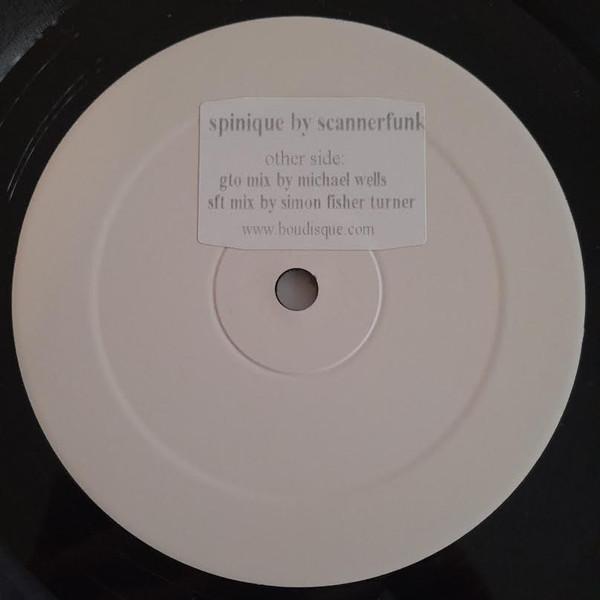 spinique by scannerfunk
other side:
gto mix by michael wells
sft mix by simon fisher turner
www.boudisque.com